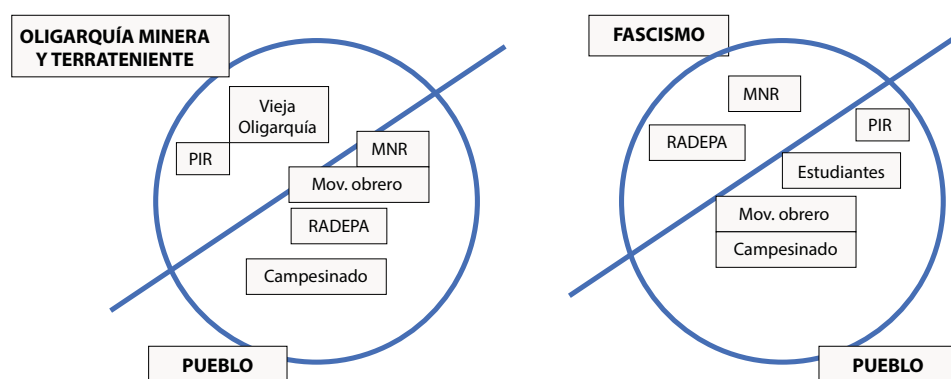 OLIGARQUÍA MINERA
Y TERRATENIENTE
Vieja
Oligarquía
PIR
MNR
Mov. obrero
RADEPA
Campesinado
PUEBLO
FASCISMO
MNR
RADEPA
PIR
Estudiantes
Mov. obrero
Campesinado
PUEBLO